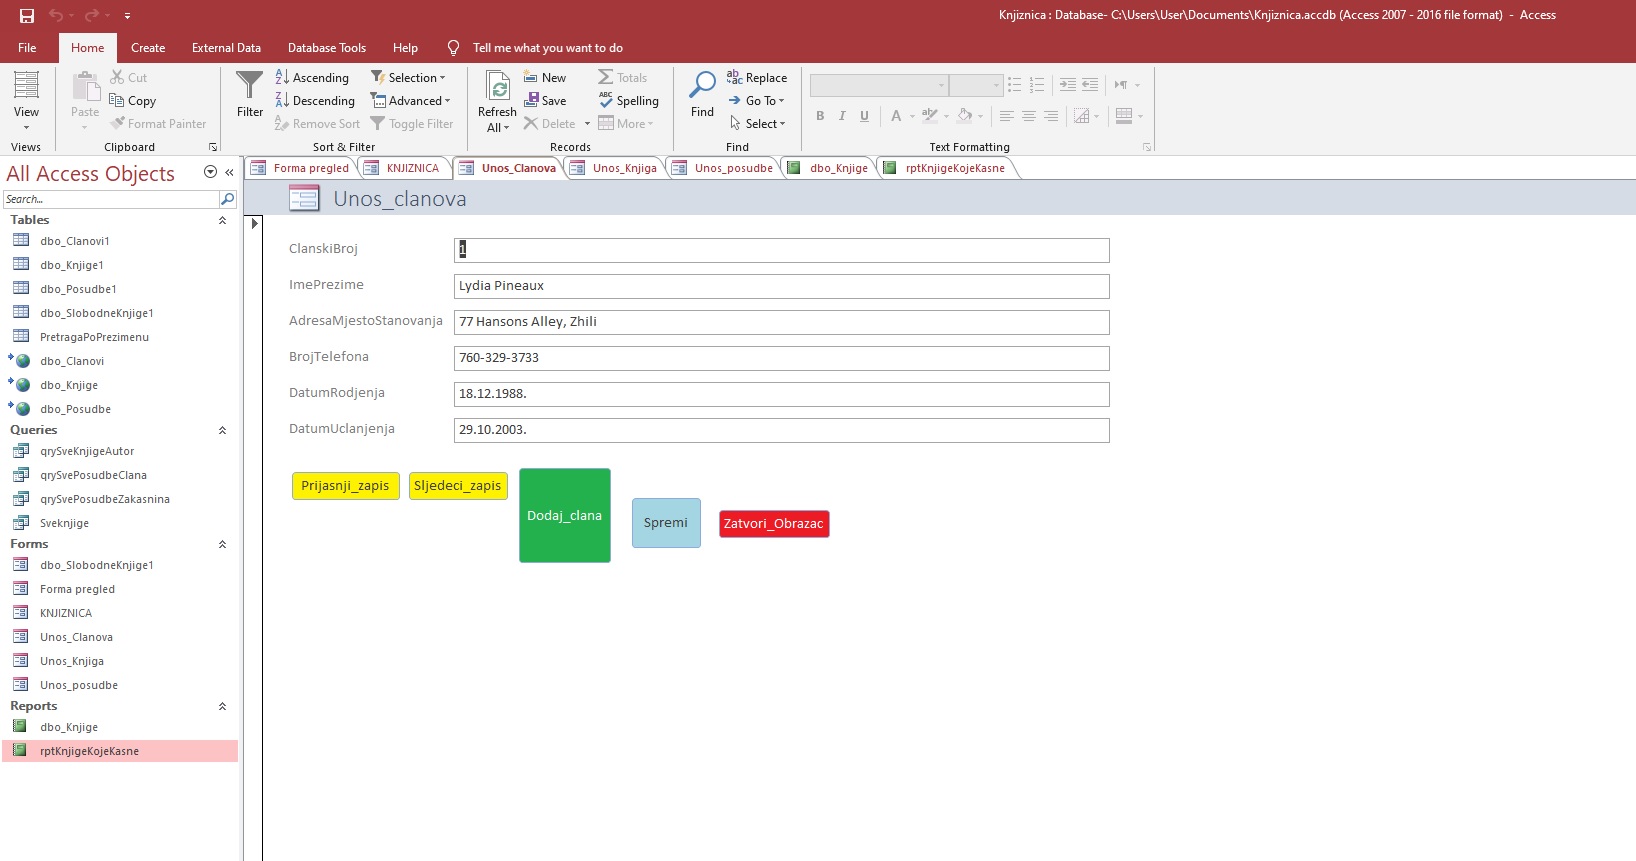 Knjiznica : Database- C:\Users\User\Documents\Knjiznica.accdb (Access 2007 - 2016 file format) - Access
File Home Create External Data Database Tools Help Tell me what you want to do
View
Views
Paste
Cut
Copy
Format Painter
Clipboard
Filter
Ascending
Descending
Remove Sort
Selection
Advanced
Toggle Filter
Sort & Filter
Refresh
All
New
Save
Delete
Totals
Spelling
More
Records
Find
Replace
Go To
Select
Find
B I U A
Text Formatting
All Access Objects
Search...
Tables
dbo_Clanovi1
dbo_Knjige1
dbo_Posudbe1
dbo_SlobodneKnjige1
PretragaPoPrezimenu
dbo_Clanovi
dbo_Knjige
dbo_Posudbe
Queries
qrySveKnjigeAutor
qrySvePosudbeClana
qrySvePosudbeZakasnina
Sveknjige
Forms
dbo_SlobodneKnjige1
Forma pregled
KNJIZNICA
Unos_Clanova
Unos_Knjiga
Unos_posudbe
Reports
dbo_Knjige
rptKnjigeKojeKasne
Forma pregled KNJIZNICA Unos_Clanova Unos_Knjiga Unos_posudbe dbo_Knjige rptKnjigeKojeKasne
Unos_clanova
ClanskiBroj 1
ImePrezime Lydia Pineaux
AdresaMjestoStanovanja 77 Hansons Alley, Zhili
BrojTelefona 760-329-3733
DatumRodjenja 18.12.1988.
DatumUclanjenja 29.10.2003.
Prijasnji_zapis Sljedeci_zapis Dodaj_clana Spremi Zatvori_Obrazac